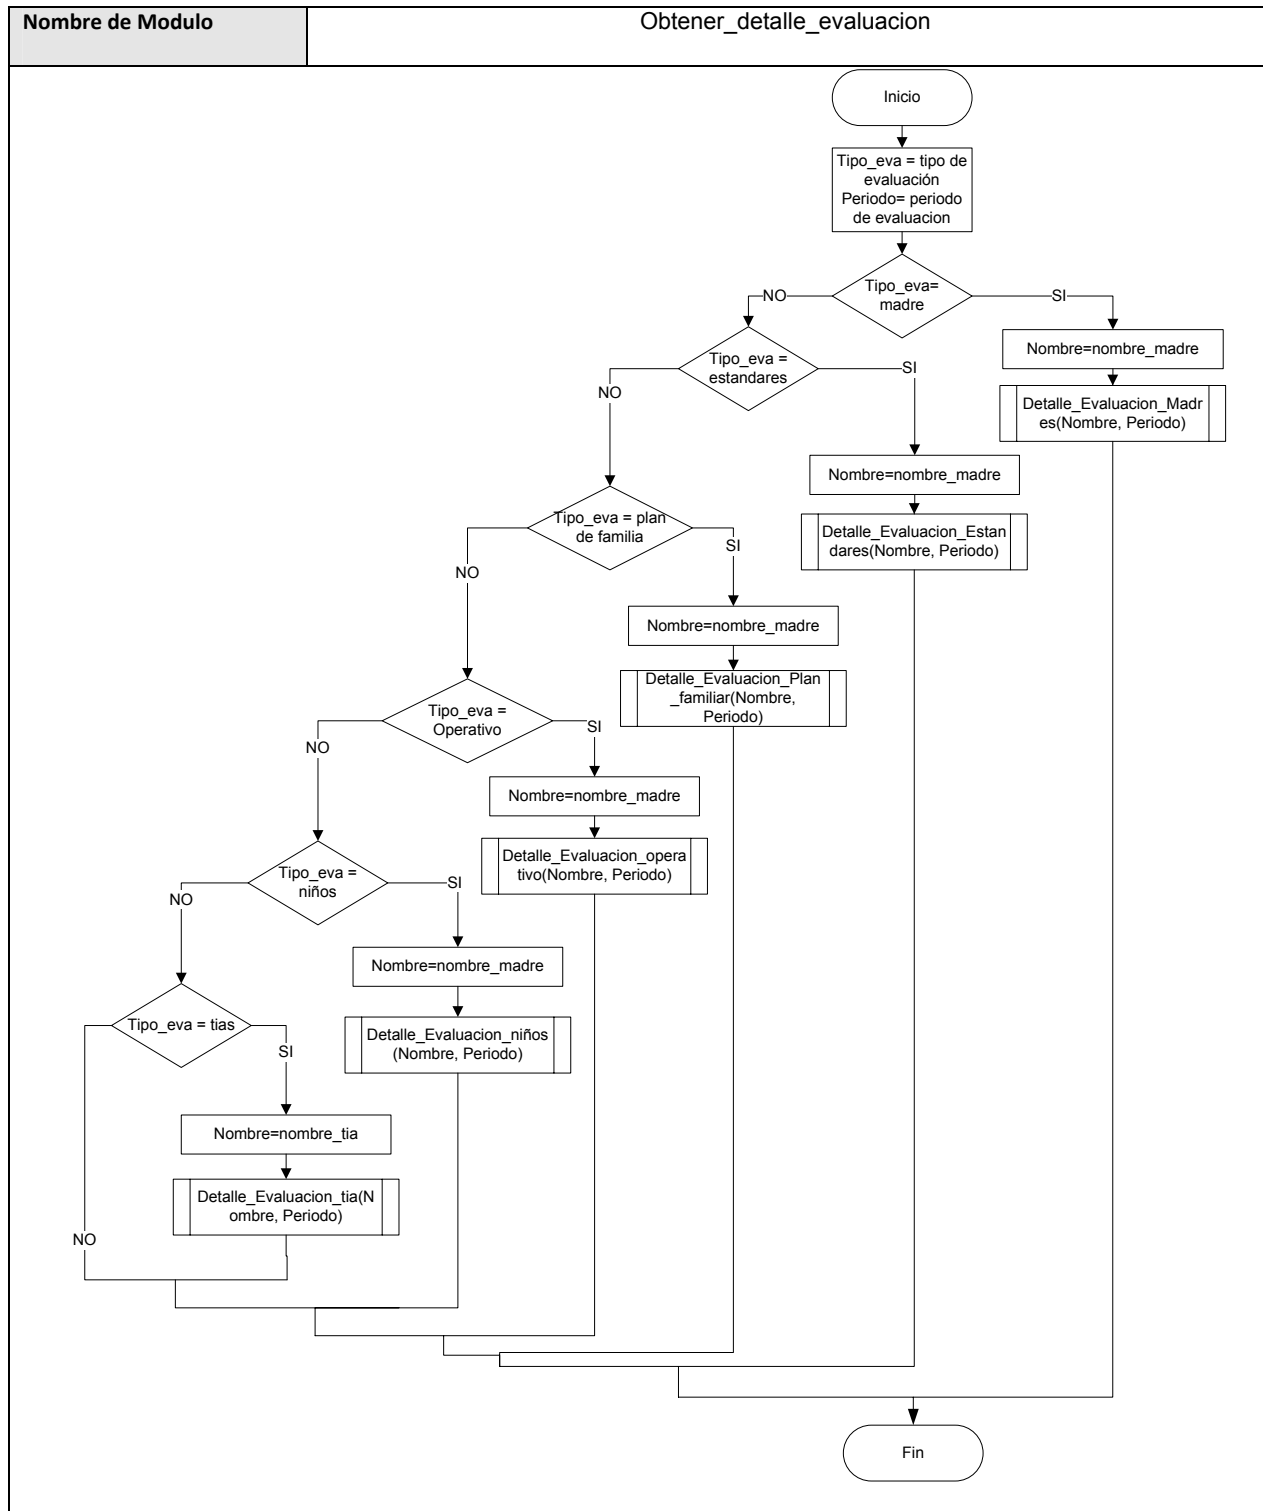 Nombre de Modulo
Obtener_detalle_evaluacion
Inicio
Tipo_eva = tipo de
evaluación
Periodo= periodo
de evaluacion
Tipo_eva=
madre
NO
SI
Nombre=nombre_madre
Detalle_Evaluacion_Madr
es(Nombre, Periodo)
Tipo_eva =
estandares
NO
SI
Nombre=nombre_madre
Detalle_Evaluacion_Estan
dares(Nombre, Periodo)
Tipo_eva = plan
de familia
NO
SI
Nombre=nombre_madre
Detalle_Evaluacion_Plan
_familiar(Nombre,
Periodo)
Tipo_eva =
Operativo
NO
SI
Nombre=nombre_madre
Detalle_Evaluacion_opera
tivo(Nombre, Periodo)
Tipo_eva =
niños
NO
SI
Nombre=nombre_madre
Detalle_Evaluacion_niños
(Nombre, Periodo)
Tipo_eva = tias
SI
Nombre=nombre_tia
Detalle_Evaluacion_tia(N
ombre, Periodo)
NO
Fin